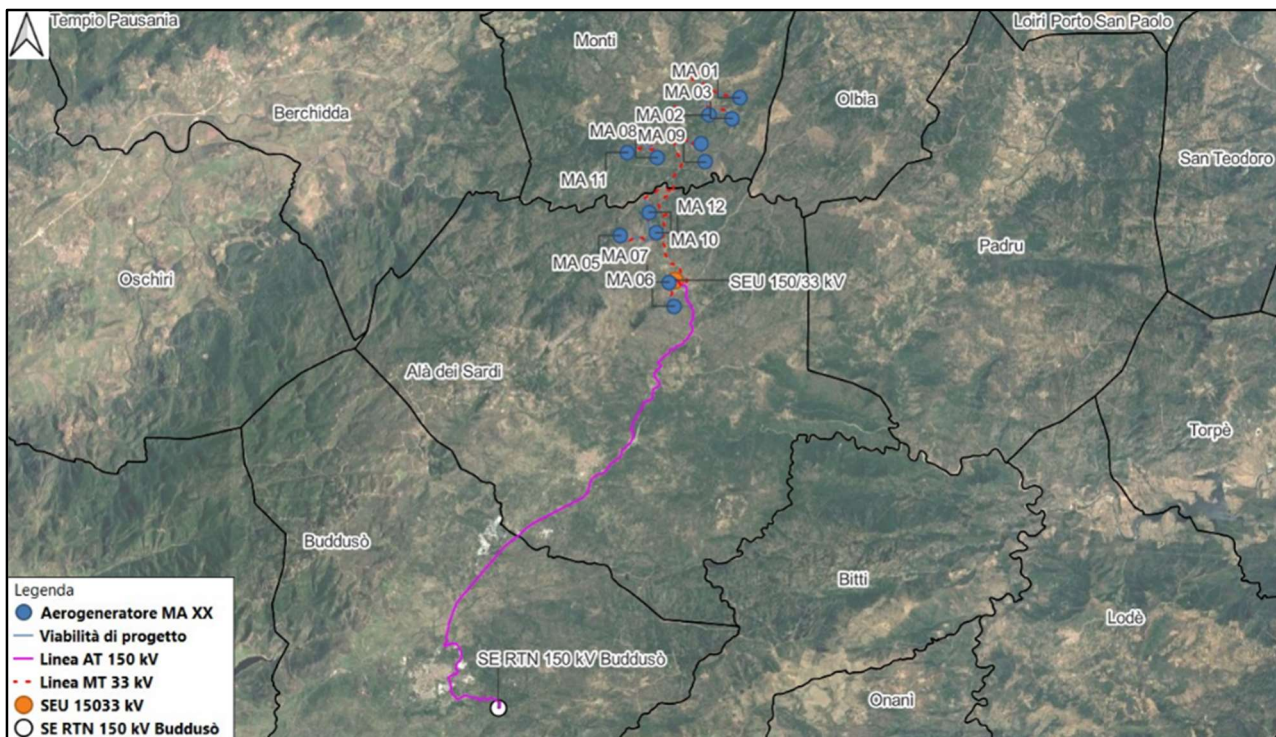 Tempio Pausania
Loiri Porto San Paolo
Monti
MA 01
MA 03
Olbia
Berchidda
MA 02
MA 08
MA 09
San Teodoro
MA 11
MA 12
MA 10
Padru
MA 07
MA 05
Oschiri
MA 06
SEU 150/33 kV
Alà dei Sardi
Torpè
Buddusò
Bitti
Lodè
SE RTN 150 kV Buddusò
Onanì
Legenda
Aerogeneratore MA XX
Viabilità di progetto
Linea AT 150 kV
Linea MT 33 kV
SEU 15033 kV
SE RTN 150 kV Buddusò